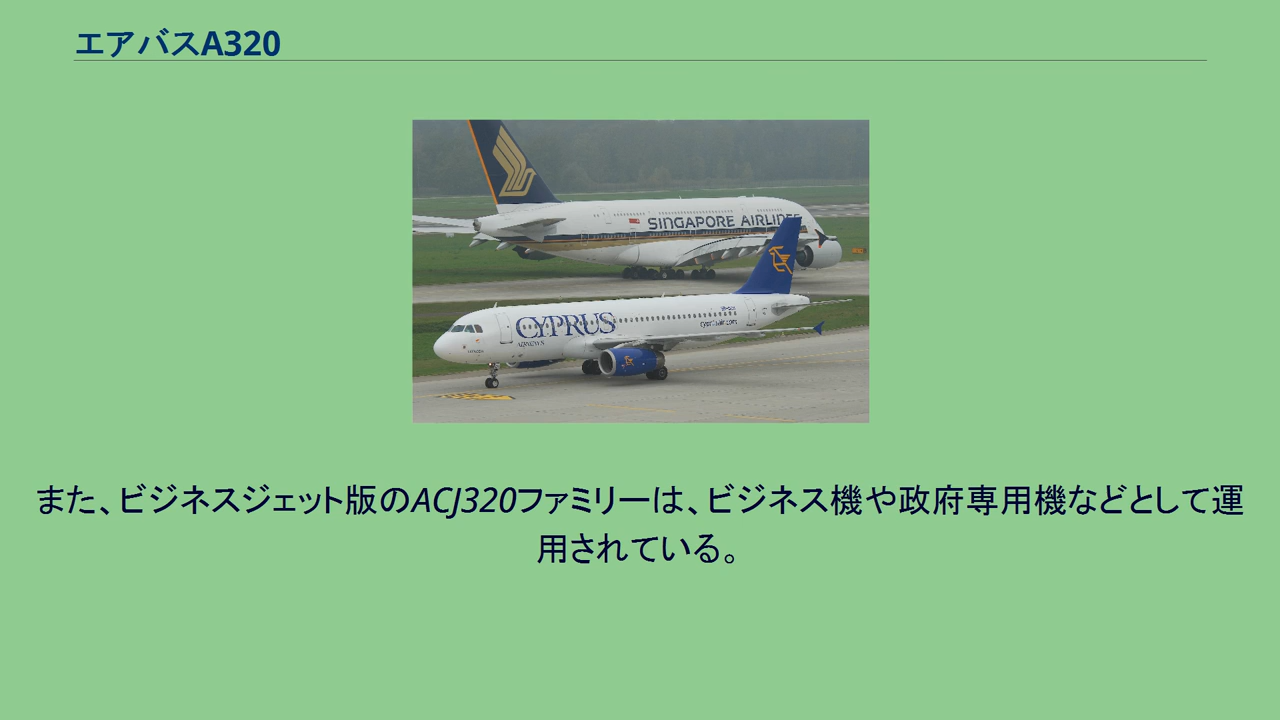 エアバスA320
SINGAPORE AIRLINES
CYPRUS
AIRWAYS
また、ビジネスジェット版のACJ320ファミリーは、ビジネス機や政府専用機などとして運
用されている。